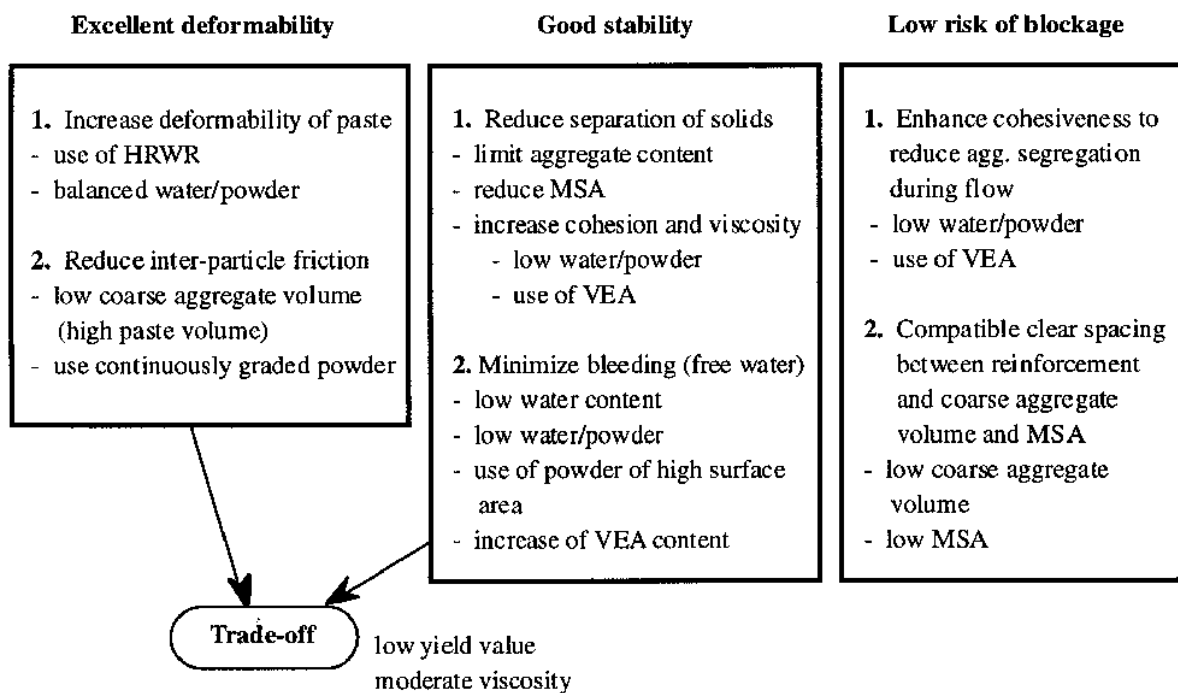 Excellent deformability
1. Increase deformability of paste
- use of HRWR
- balanced water/powder
2. Reduce inter-particle friction
- low coarse aggregate volume
(high paste volume)
- use continuously graded powder
Good stability
1. Reduce separation of solids
- limit aggregate content
- reduce MSA
- increase cohesion and viscosity
- low water/powder
- use of VEA
2. Minimize bleeding (free water)
- low water content
- low water/powder
- use of powder of high surface
area
- increase of VEA content
Low risk of blockage
1. Enhance cohesiveness to
reduce agg. segregation
during flow
- low water/powder
- use of VEA
2. Compatible clear spacing
between reinforcement
and coarse aggregate
volume and MSA
- low coarse aggregate
volume
- low MSA
Trade-off
low yield value
moderate viscosity